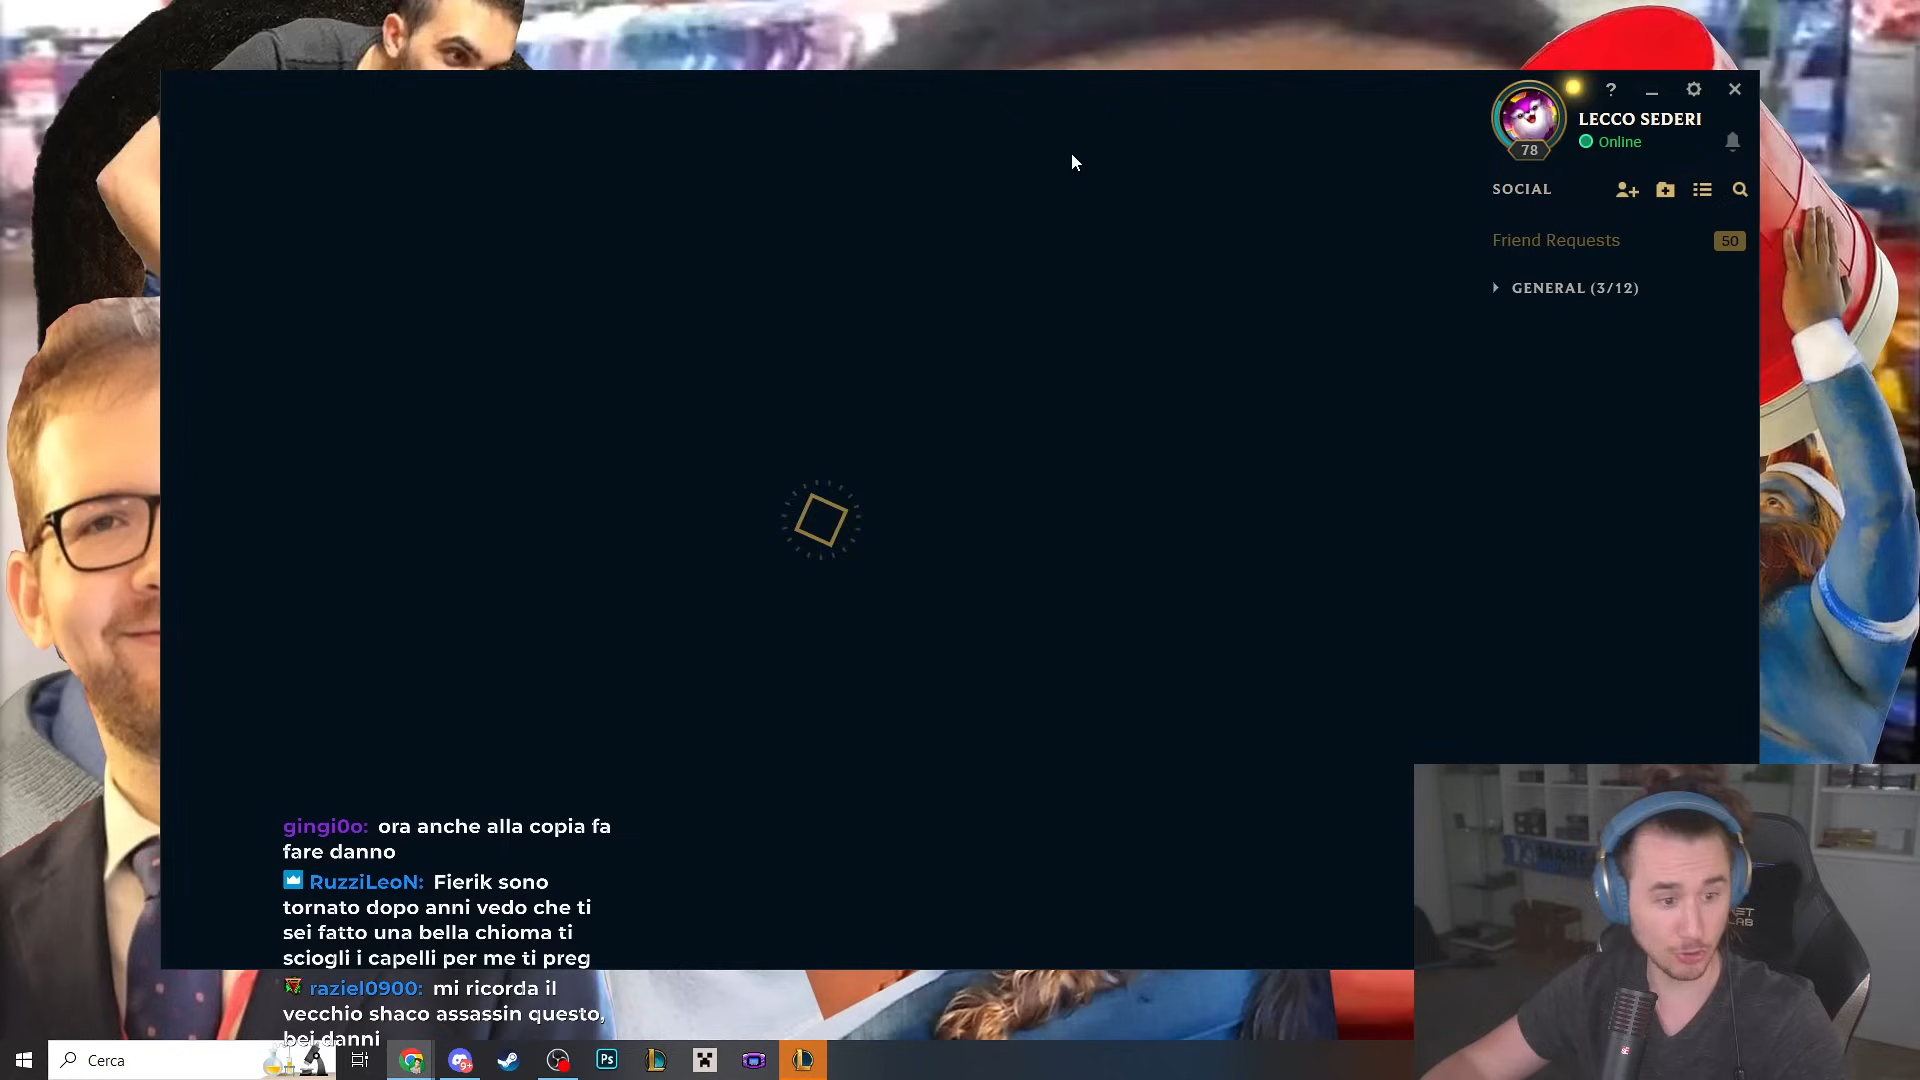 ?
LECCO SEDERI
78
Online
SOCIAL
Friend Requests
50
GENERAL (3/12)
gingi0o: ora anche alla copia fa
fare danno
RuzziLeoN: Fierik sono
tornato dopo anni vedo che ti
sei fatto una bella chioma ti
sciogli i capelli per me ti preg
raziel0900: mi ricorda il
vecchio shaco assassin questo,
bei danni
Cerca
9+
Ps